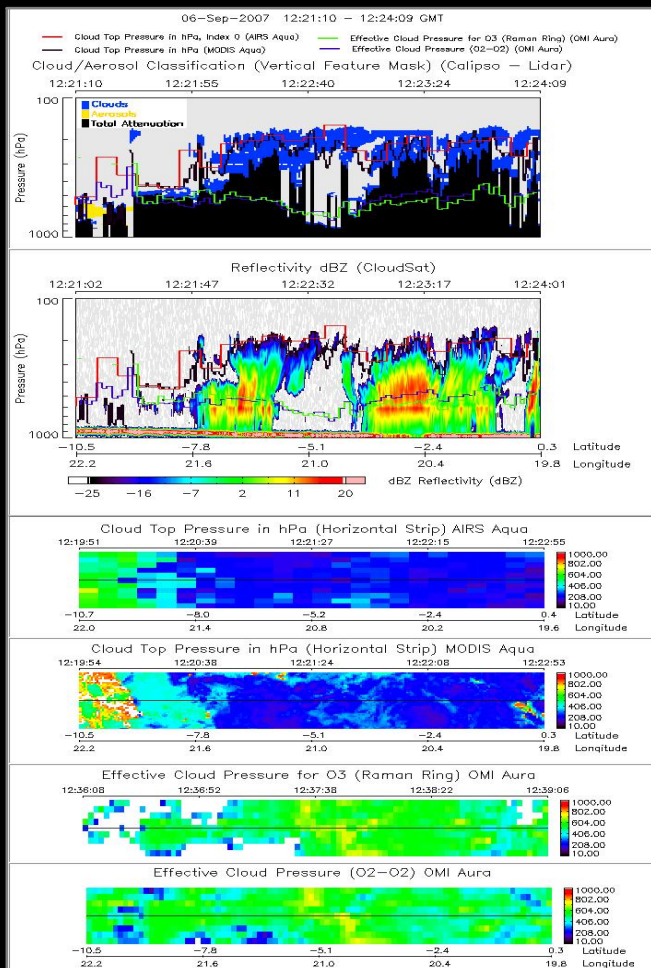 06-Sep-2007 12:21:10 - 12:24:09 GMT
Cloud Top Pressure in hPa, Index 0 (AIRS Aqua) Effective Cloud Pressure for O3 (Raman Ring) (OMI Aura)
Cloud Top Pressure in hPa (MODIS Aqua) Effective Cloud Pressure (O2-O2) (OMI Aura)
Cloud/Aerosol Classification (Vertical Feature Mask) (Calipso - Lidar)
12:21:10 12:21:55 12:22:40 12:23:24 12:24:09
100
Clouds
Aerosols
Total Attenuation
Pressure (hPa)
1000
Reflectivity dBZ (CloudSat)
12:21:02 12:21:47 12:22:32 12:23:17 12:24:01
100
Pressure (hPa)
1000
-10.5 -7.8 -5.1 -2.4 0.3 Latitude
22.2 21.6 21.0 20.4 19.8 Longitude
dBZ Reflectivity (dBZ)
-25 -16 -7 2 11 20
Cloud Top Pressure in hPa (Horizontal Strip) AIRS Aqua
12:19:51 12:20:39 12:21:27 12:22:15 12:22:55
1000.00
802.00
604.00
406.00
208.00
10.00
-10.7 -8.0 -5.2 -2.4 0.4 Latitude
22.0 21.4 20.8 20.2 19.6 Longitude
Cloud Top Pressure in hPa (Horizontal Strip) MODIS Aqua
12:19:54 12:20:38 12:21:24 12:22:08 12:22:53
1000.00
802.00
604.00
406.00
208.00
10.00
-10.5 -7.8 -5.1 -2.4 0.3 Latitude
22.2 21.6 21.0 20.4 19.8 Longitude
Effective Cloud Pressure for O3 (Raman Ring) OMI Aura
12:36:08 12:36:52 12:37:38 12:38:22 12:39:06
1000.00
802.00
604.00
406.00
208.00
10.00
Effective Cloud Pressure (O2-O2) OMI Aura
1000.00
802.00
604.00
406.00
208.00
10.00
-10.5 -7.8 -5.1 -2.4 0.3 Latitude
22.2 21.6 21.0 20.4 19.8 Longitude